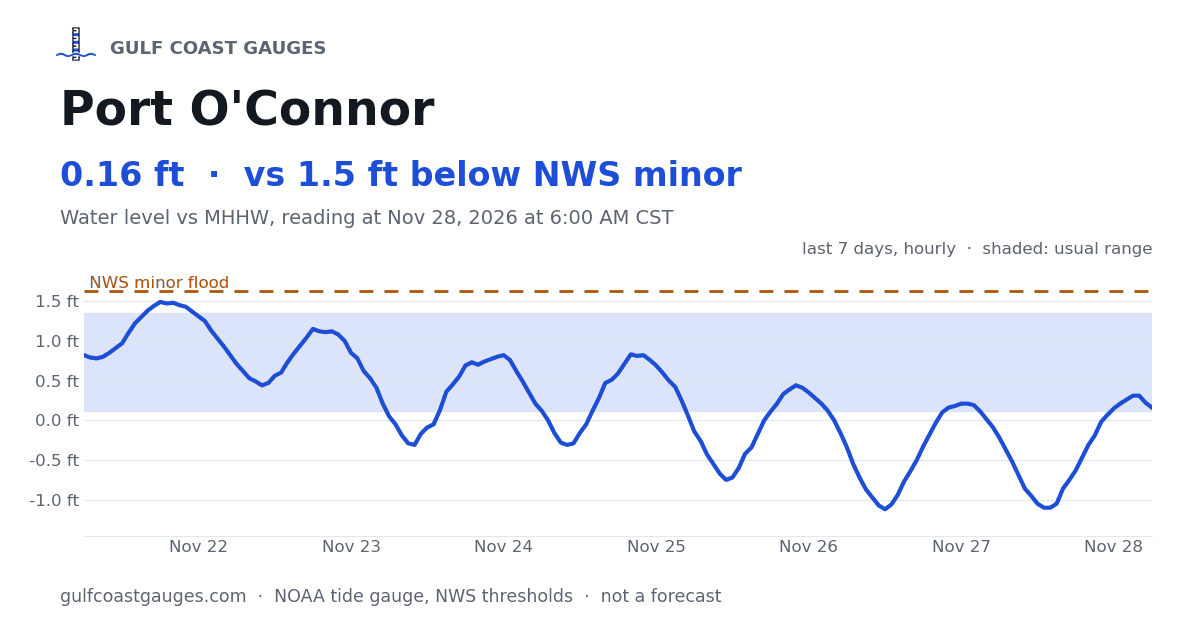 GULF COAST GAUGES
Port O'Connor
0.16 ft · vs 1.5 ft below NWS minor
Water level vs MHHW, reading at Nov 28, 2026 at 6:00 AM CST
last 7 days, hourly · shaded: usual range
NWS minor flood
1.5 ft
1.0 ft
0.5 ft
0.0 ft
-0.5 ft
-1.0 ft
Nov 22 Nov 23 Nov 24 Nov 25 Nov 26 Nov 27 Nov 28
gulfcoastgauges.com · NOAA tide gauge, NWS thresholds · not a forecast